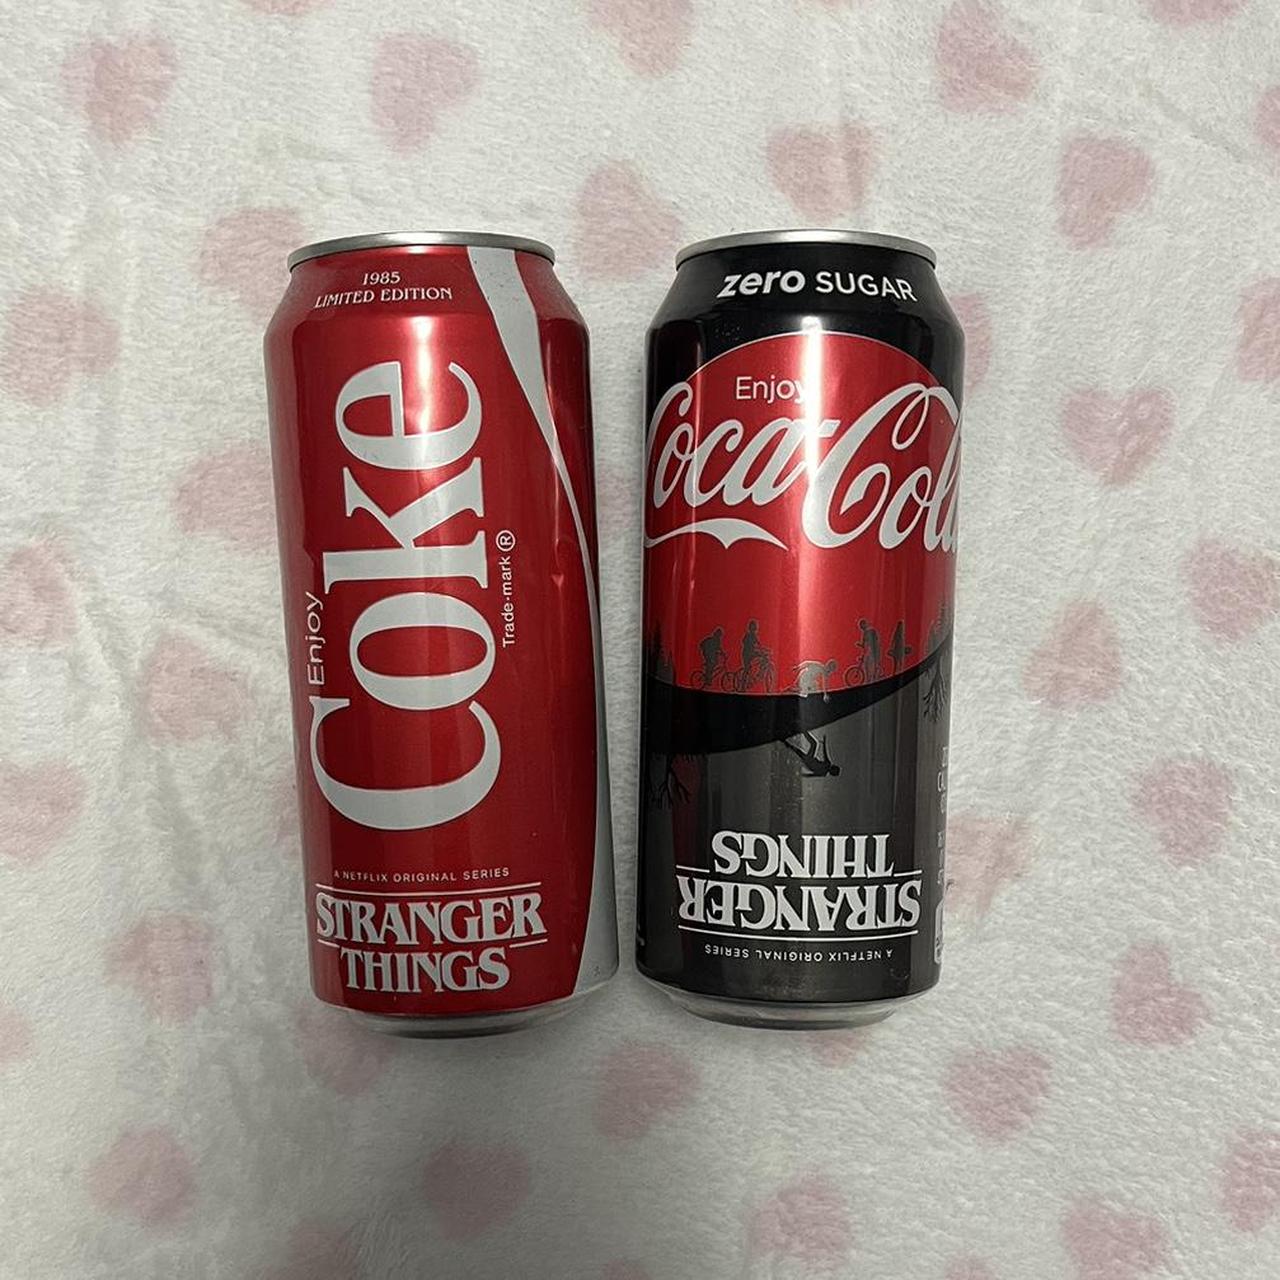 1985
LIMITED EDITION
Enjoy
Coke
Trade-mark ®
A NETFLIX ORIGINAL SERIES
STRANGER
THINGS
zero SUGAR
Enjoy
Coca-Cola
STRANGER
THINGS
A NETFLIX ORIGINAL SERIES